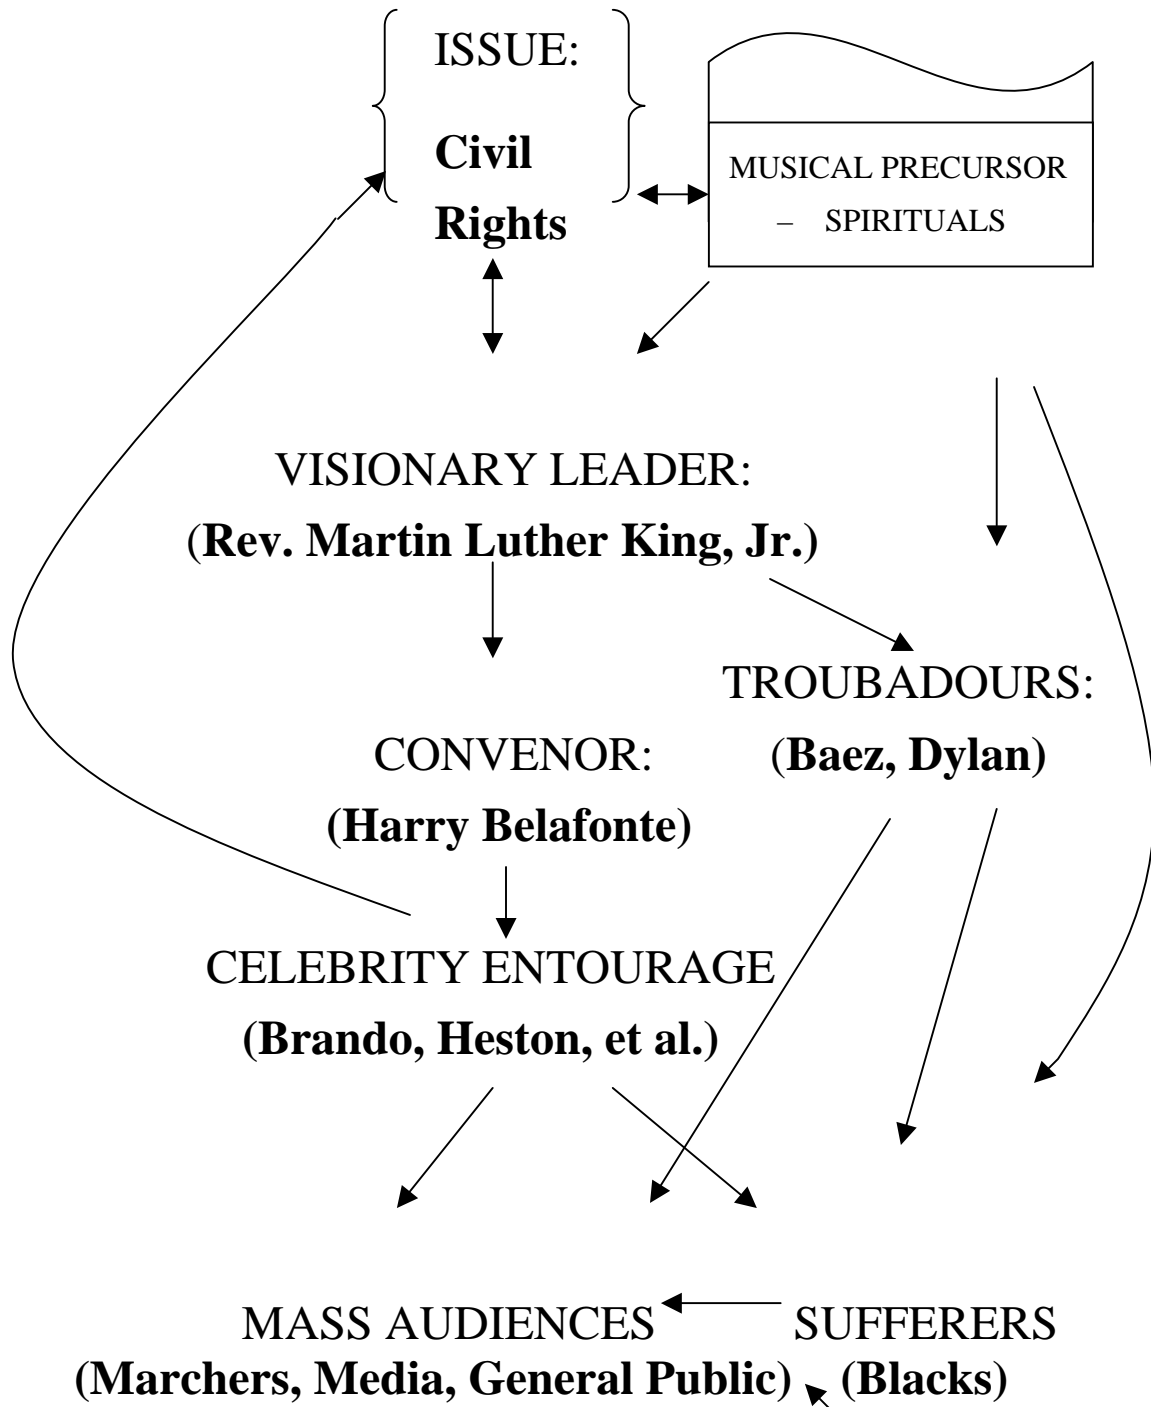 ISSUE:
Civil
Rights
MUSICAL PRECURSOR
– SPIRITUALS
VISIONARY LEADER:
(Rev. Martin Luther King, Jr.)
TROUBADOURS:
(Baez, Dylan)
CONVENOR:
(Harry Belafonte)
CELEBRITY ENTOURAGE
(Brando, Heston, et al.)
MASS AUDIENCES
(Marchers, Media, General Public)
SUFFERERS
(Blacks)